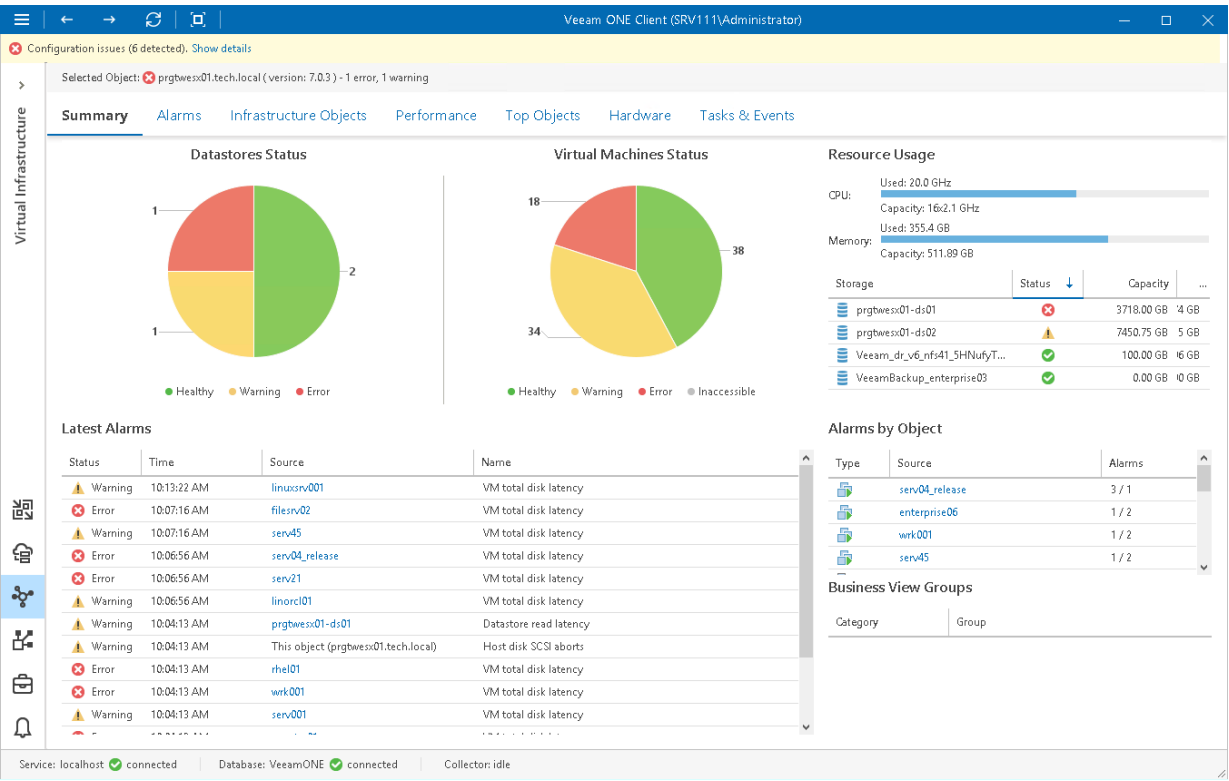 Veeam ONE Client (SRV111\Administrator)
Configuration issues (6 detected). Show details
Virtual Infrastructure
Selected Object: prgtwesx01.tech.local ( version: 7.0.3 ) - 1 error, 1 warning
Summary Alarms Infrastructure Objects Performance Top Objects Hardware Tasks & Events
Datastores Status
1
2
1
Healthy Warning Error
Virtual Machines Status
18
38
34
Healthy Warning Error Inaccessible
Resource Usage
Used: 20.0 GHz
CPU:
Capacity: 16x2.1 GHz
Used: 355.4 GB
Memory:
Capacity: 511.89 GB
Storage Status ↓ Capacity ...
prgtwesx01-ds01 3718.00 GB 4 GB
prgtwesx01-ds02 7450.75 GB 5 GB
Veeam_dr_v6_nfs41_5HNufyT... 100.00 GB 6 GB
VeeamBackup_enterprise03 0.00 GB 0 GB
Latest Alarms
Status Time Source Name
Warning 10:13:22 AM linuxsrv001 VM total disk latency
Error 10:07:16 AM filesrv02 VM total disk latency
Warning 10:07:16 AM serv45 VM total disk latency
Error 10:06:56 AM serv04_release VM total disk latency
Error 10:06:56 AM serv21 VM total disk latency
Warning 10:06:56 AM linorcl01 VM total disk latency
Warning 10:04:13 AM prgtwesx01-ds01 Datastore read latency
Warning 10:04:13 AM This object (prgtwesx01.tech.local) Host disk SCSI aborts
Error 10:04:13 AM rhel01 VM total disk latency
Error 10:04:13 AM wrk001 VM total disk latency
Warning 10:04:13 AM serv001 VM total disk latency
Alarms by Object
Type Source Alarms
serv04_release 3 / 1
enterprise06 1 / 2
wrk001 1 / 2
serv45 1 / 2
Business View Groups
Category Group
Service: localhost connected Database: VeeamONE connected Collector: idle